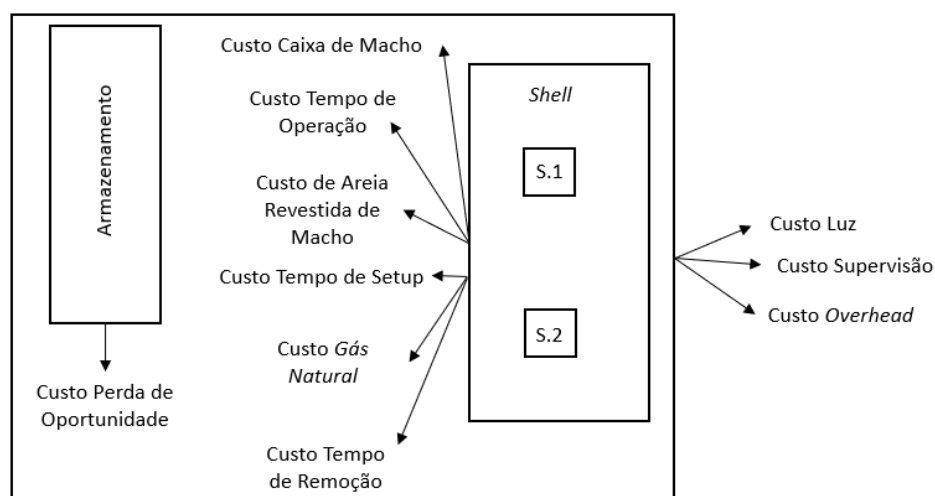 Armazenamento
Custo Perda de
Oportunidade
Custo Caixa de Macho
Custo Tempo de
Operação
Custo de Areia
Revestida de
Macho
Custo Tempo de Setup
Custo Gás
Natural
Custo Tempo
de Remoção
Shell
S.1
S.2
Custo Luz
Custo Supervisão
Custo Overhead